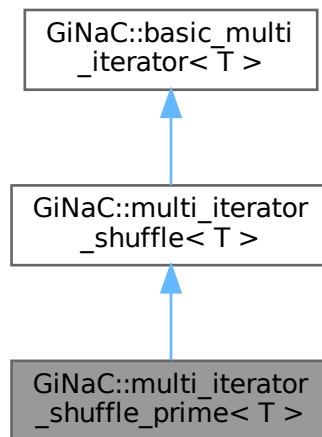 GiNaC::basic_multi
_iterator< T >
GiNaC::multi_iterator
_shuffle< T >
GiNaC::multi_iterator
_shuffle_prime< T >